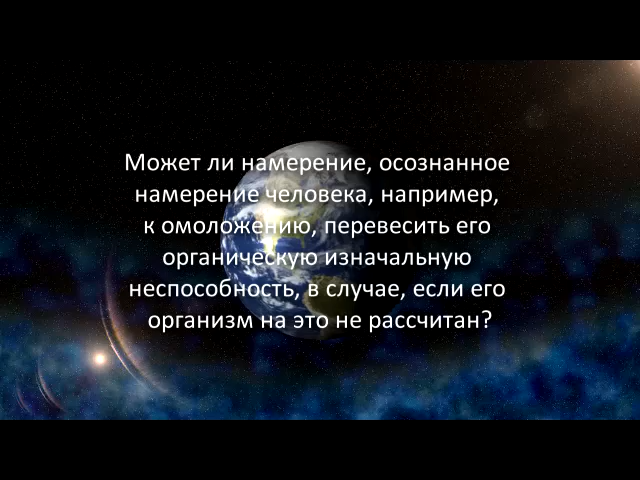 Может ли намерение, осознанное
намерение человека, например,
к омоложению, перевесить его
органическую изначальную
неспособность, в случае, если его
организм на это не рассчитан?